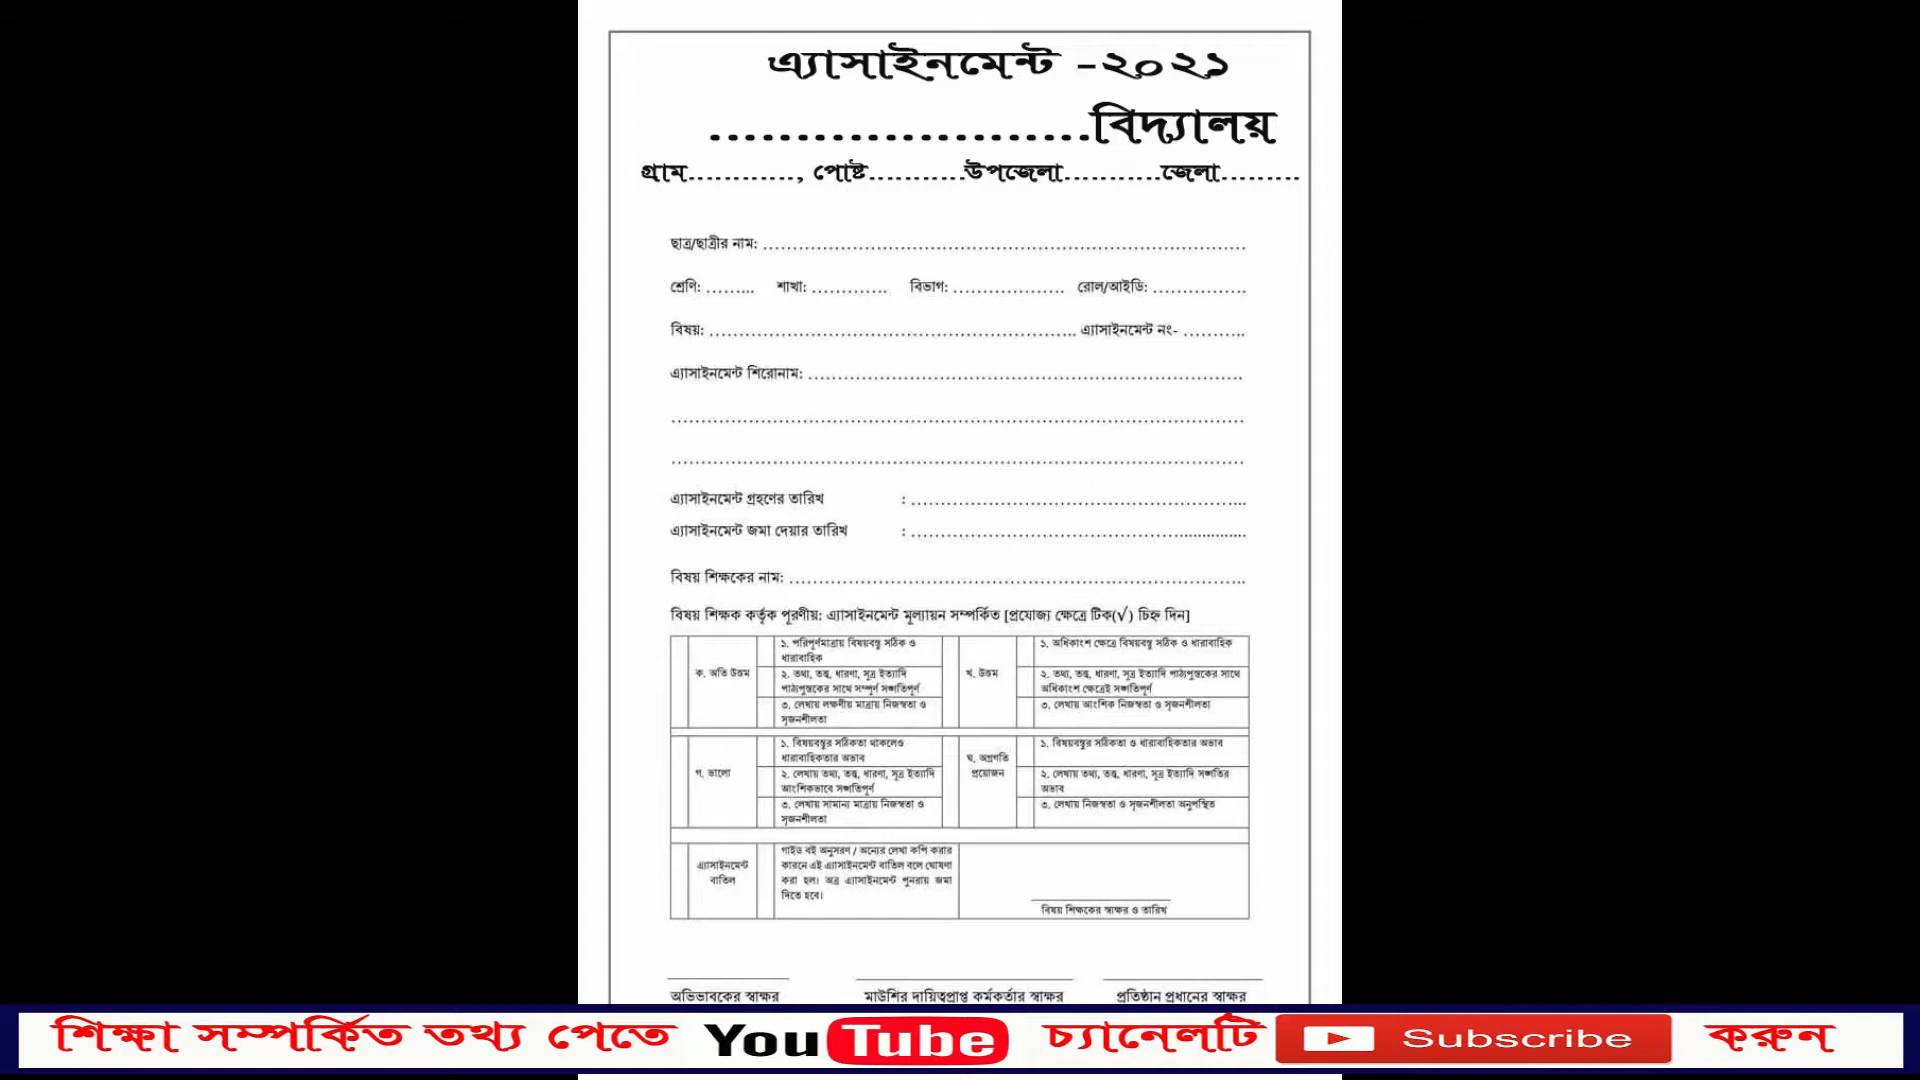 এ্যাসাইনমেন্ট -২০২১
........................বিদ্যালয়
গ্রাম............, পোষ্ট...........উপজেলা...........জেলা.........
ছাত্র/ছাত্রীর নাম: ................................................................................
শ্রেণি: ......... শাখা: ............. বিভাগ: ................... রোল/আইডি: ................
বিষয়: ............................................................. এ্যাসাইনমেন্ট নং- ...........
এ্যাসাইনমেন্ট শিরোনাম: .........................................................................
................................................................................................
................................................................................................
এ্যাসাইনমেন্ট গ্রহণের তারিখ : ........................................................
এ্যাসাইনমেন্ট জমা দেয়ার তারিখ : ........................................................
বিষয় শিক্ষকের নাম: ............................................................................
বিষয় শিক্ষক কর্তৃক পূরণীয়: এ্যাসাইনমেন্ট মূল্যায়ন সম্পর্কিত [প্রযোজ্য ক্ষেত্রে টিক(√) চিহ্ন দিন]
ক. অতি উত্তম
১. পরিপূর্ণমাত্রায় বিষয়বস্তু সঠিক ও
ধারাবাহিক
২. তথ্য, তত্ত্ব, ধারণা, সূত্র ইত্যাদি
পাঠ্যপুস্তকের সাথে সম্পূর্ণ সঙ্গতিপূর্ণ
৩. লেখায় লক্ষণীয় মাত্রায় নিজস্বতা ও
সৃজনশীলতা
খ. উত্তম
১. অধিকাংশ ক্ষেত্রে বিষয়বস্তু সঠিক ও ধারাবাহিক
২. তথ্য, তত্ত্ব, ধারণা, সূত্র ইত্যাদি পাঠ্যপুস্তকের সাথে
অধিকাংশ ক্ষেত্রেই সঙ্গতিপূর্ণ
৩. লেখায় আংশিক নিজস্বতা ও সৃজনশীলতা
গ. ভালো
১. বিষয়বস্তুর সঠিকতা থাকলেও
ধারাবাহিকতার অভাব
২. লেখায় তথ্য, তত্ত্ব, ধারণা, সূত্র ইত্যাদি
আংশিকভাবে সঙ্গতিপূর্ণ
৩. লেখায় সামান্য মাত্রায় নিজস্বতা ও
সৃজনশীলতা
ঘ. অগ্রগতি
প্রয়োজন
১. বিষয়বস্তুর সঠিকতা ও ধারাবাহিকতার অভাব
২. লেখায় তথ্য, তত্ত্ব, ধারণা, সূত্র ইত্যাদি সঙ্গতির
অভাব
৩. লেখায় নিজস্বতা ও সৃজনশীলতা অনুপস্থিত
এ্যাসাইনমেন্ট
বাতিল
গাইড বই অনুসরণ / অন্যের লেখা কপি করার
কারনে এই এ্যাসাইনমেন্ট বাতিল বলে ঘোষণা
করা হল। অত্র এ্যাসাইনমেন্ট পুনরায় জমা
দিতে হবে।
বিষয় শিক্ষকের স্বাক্ষর ও তারিখ
অভিভাবকের স্বাক্ষর মাউশির দায়িত্বপ্রাপ্ত কর্মকর্তার স্বাক্ষর প্রতিষ্ঠান প্রধানের স্বাক্ষর
শিক্ষা সম্পর্কিত তথ্য পেতে YouTube চ্যানেলটি Subscribe করুন